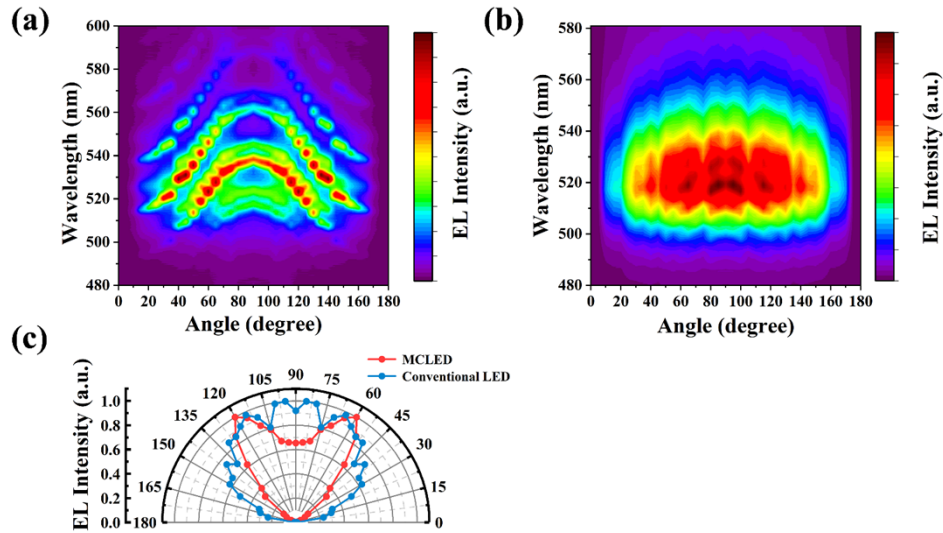 (a)
600
580
560
540
520
500
480
Wavelength (nm)
0 20 40 60 80 100 120 140 160 180
Angle (degree)
EL Intensity (a.u.)
(b)
580
560
540
520
500
480
Wavelength (nm)
0 20 40 60 80 100 120 140 160 180
Angle (degree)
EL Intensity (a.u.)
(c)
MCLED
Conventional LED
EL Intensity (a.u.)
1.0
0.8
0.6
0.4
0.2
0.0
180 165 150 135 120 105 90 75 60 45 30 15 0